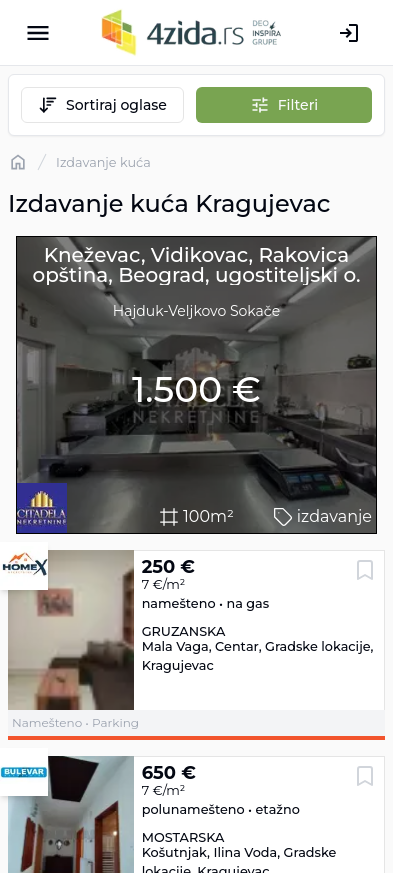 4zida.rs
DEO
INSPIRA
GRUPE
Sortiraj oglase
Filteri
/ Izdavanje kuća
Izdavanje kuća Kragujevac
Kneževac, Vidikovac, Rakovica
opština, Beograd, ugostiteljski o.
Hajduk-Veljkovo Sokače
1.500 €
NEKRETNINE
CITADELA
NEKRETNINE
100m²
izdavanje
HOMEX
250 €
7 €/m²
namešteno • na gas
GRUZANSKA
Mala Vaga, Centar, Gradske lokacije,
Kragujevac
Namešteno • Parking
BULEVAR
650 €
7 €/m²
polunamešteno • etažno
MOSTARSKA
Košutnjak, Ilina Voda, Gradske
lokacije, Kragujevac